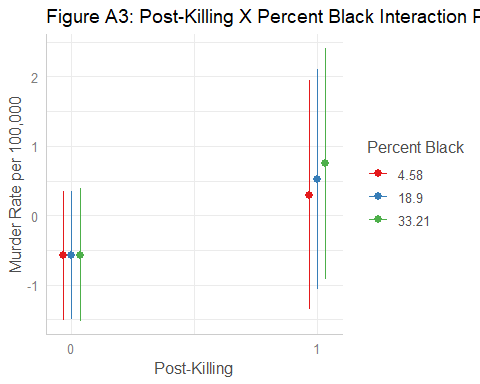 Figure A3: Post-Killing X Percent Black Interaction P
Murder Rate per 100,000
2
1
0
-1
0
1
Post-Killing
Percent Black
4.58
18.9
33.21